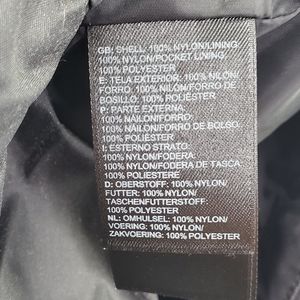 GB: SHELL: 100% NYLON/LINING
100% NYLON/POCKET LINING:
100% POLYESTER
E: TELA EXTERIOR: 100% NILÓN/
FORRO: 100% NILÓN/FORRO DE
BOLSILLO: 100% POLIÉSTER
P: PARTE EXTERNA:
100% NÁILON/FORRO:
100% NÁILON/FORRO DE BOLSO:
100% POLIÉSTER
I: ESTERNO STRATO:
100% NYLON/FODERA:
100% NYLON/FODERA DE TASCA:
100% POLIESTERE
D: OBERSTOFF: 100% NYLON/
FUTTER: 100% NYLON/
TASCHENFUTTERSTOFF:
100% POLYESTER
NL: OMHULSEL: 100% NYLON/
VOERING: 100% NYLON/
ZAKVOERING: 100% POLYESTER